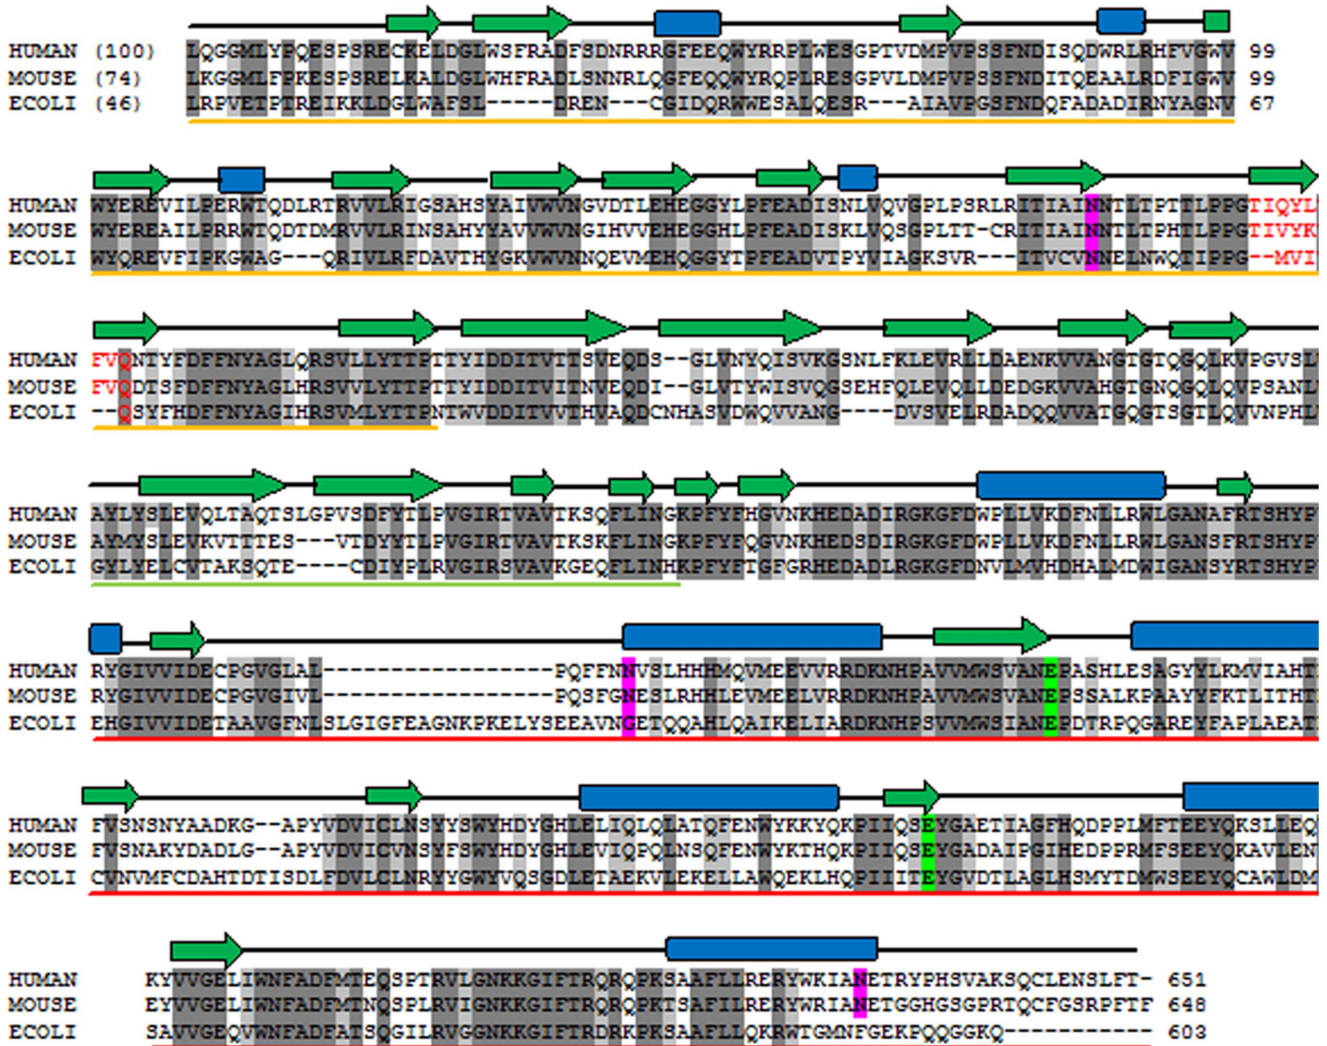 HUMAN (100) LQGGMLYPQESPSRECKELDGLWSFRADFSDNRRRGFEEQWYRRPLWESGPTVDMPVPSSFNDISQDWRLRHFVGWV 99
MOUSE (74) LKGGMLFPKESPSRELKALDGLWHFRADLSNNRLQGFEQQWYRQPLRESGPVLDMPVPSSFNDITQEAALRDFIGWV 99
ECOLI (46) LRPVETPTREIKKLDGLWAFSL-----DREN---CGIDQRWWESALQESR---AIAVPGSFNDQFADADIRNYAGNV 67
HUMAN WYEREVILPERWTQDLRTRVVLRIGSAHSYAIVWVNGVDTLEHEGGYLPFEADISNLVQVGPLPSRLRITIAINNTLTPTTLPPGTIQYL
MOUSE WYEREAILPRRWTQDTDMRVVLRINSAHYYAVVWVNGIHVVEHEGGHLPFEADISKLVQSGPLTT-CRITIAINNTLTPHTLPPGTIVYK
ECOLI WYQREVFIPKGWAG---QRIVLRFDAVTHYGKVWVNNQEVMEHQGGYTPFEADVTPYVIAGKSVR---ITVCVNNELNWQTIPPG--MVI
HUMAN FVQNTYFDFFNYAGLQRSVLLYTTPTTYIDDITVTTSVEQDS--GLVNYQISVKGSNLFKLEVRLLDAENKVVANGTGTQGQLKVPGVSL
MOUSE FVQDTSFDFFNYAGLHRSVVLYTTPTTYIDDITVITNVEQDI--GLVTYWISVQGSEHFQLEVQLLDEDGKVVAHGTGNQGQLQVPSANL
ECOLI --QSYFHDFFNYAGIHRSVMLYTTPNTWVDDITVVTHVAQDCNHASVDWQVVANG----DVSVELRDADQQVVATGQGTSGTLQVVNPHL
HUMAN AYLYSLEVQLTAQTSLGPVSDFYTLPVGIRTVAVTKSQFLINGKPFYFHGVNKHEDADIRGKGFDWPLLVKDFNLLRWLGANAFRTSHYP
MOUSE AYMYSLEVKVTTTES---VTDYYTLPVGIRTVAVTKSKFLINGKPFYFQGVNKHEDSDIRGKGFDWPLLVKDFNLLRWLGANSFRTSHYP
ECOLI GYLYELCVTAKSQTE----CDIYPLRVGIRSVAVKGEQFLINHKPFYFTGFGRHEDADLRGKGFDNVLMVHDHALMDWIGANSYRTSHYP
HUMAN RYGIVVIDECPGVGLAL------------------PQFFNNVSLHHHMQVMEEVVRRDKNHPAVVMWSVANEPASHLESAGYYLKMVIAHT
MOUSE RYGIVVIDECPGVGIVL------------------PQSFGNESLRHHLEVMEELVRRDKNHPAVVMWSVANEPSSALKPAAYYFKTLITHT
ECOLI EHGIVVIDETAAVGFNLSLGIGFEAGNKPKELYSEEAVNGETQQAHLQAIKELIARDKNHPSVVMWSIANEPDTRPQGAREYFAPLAEAT
HUMAN FVSNSNYAADKG--APYVDVICLNSYYSWYHDYGHLELIQLQLATQFENWYKKYQKPIIQSEYGAETIAGFHQDPPLMFTEEYQKSLLEQ
MOUSE FVSNAKYDADLG--APYVDVICVNSYFSWYHDYGHLEVIQPQLNSQFENWYKTHQKPIIQSEYGADAIPGIHEDPPRMFSEEYQKAVLEN
ECOLI CVNVMFCDAHTDTISDLFDVLCLNRYYGWYVQSGDLETAEKVLEKELLAWQEKLHQPIIITEYGVDTLAGLHSMYTDMWSEEYQCAWLDM
HUMAN KYVVGELIWNFADFMTEQSPTRVLGNKKGIFTRQRQPKSAAFLLRERYWKIANETRYPHSVAKSQCLENSLFT- 651
MOUSE EYVVGELIWNFADFMTNQSPLRVIGNKKGIFTRQRQPKTSAFILRERYWRIANETGGHGSGPRTQCFGSRPFTF 648
ECOLI SAVVGEQVWNFADFATSQGILRVGGNKKGIFTRDRKPKSAAFLLQKRWTGMNFGEKPQQGGKQ----------- 603